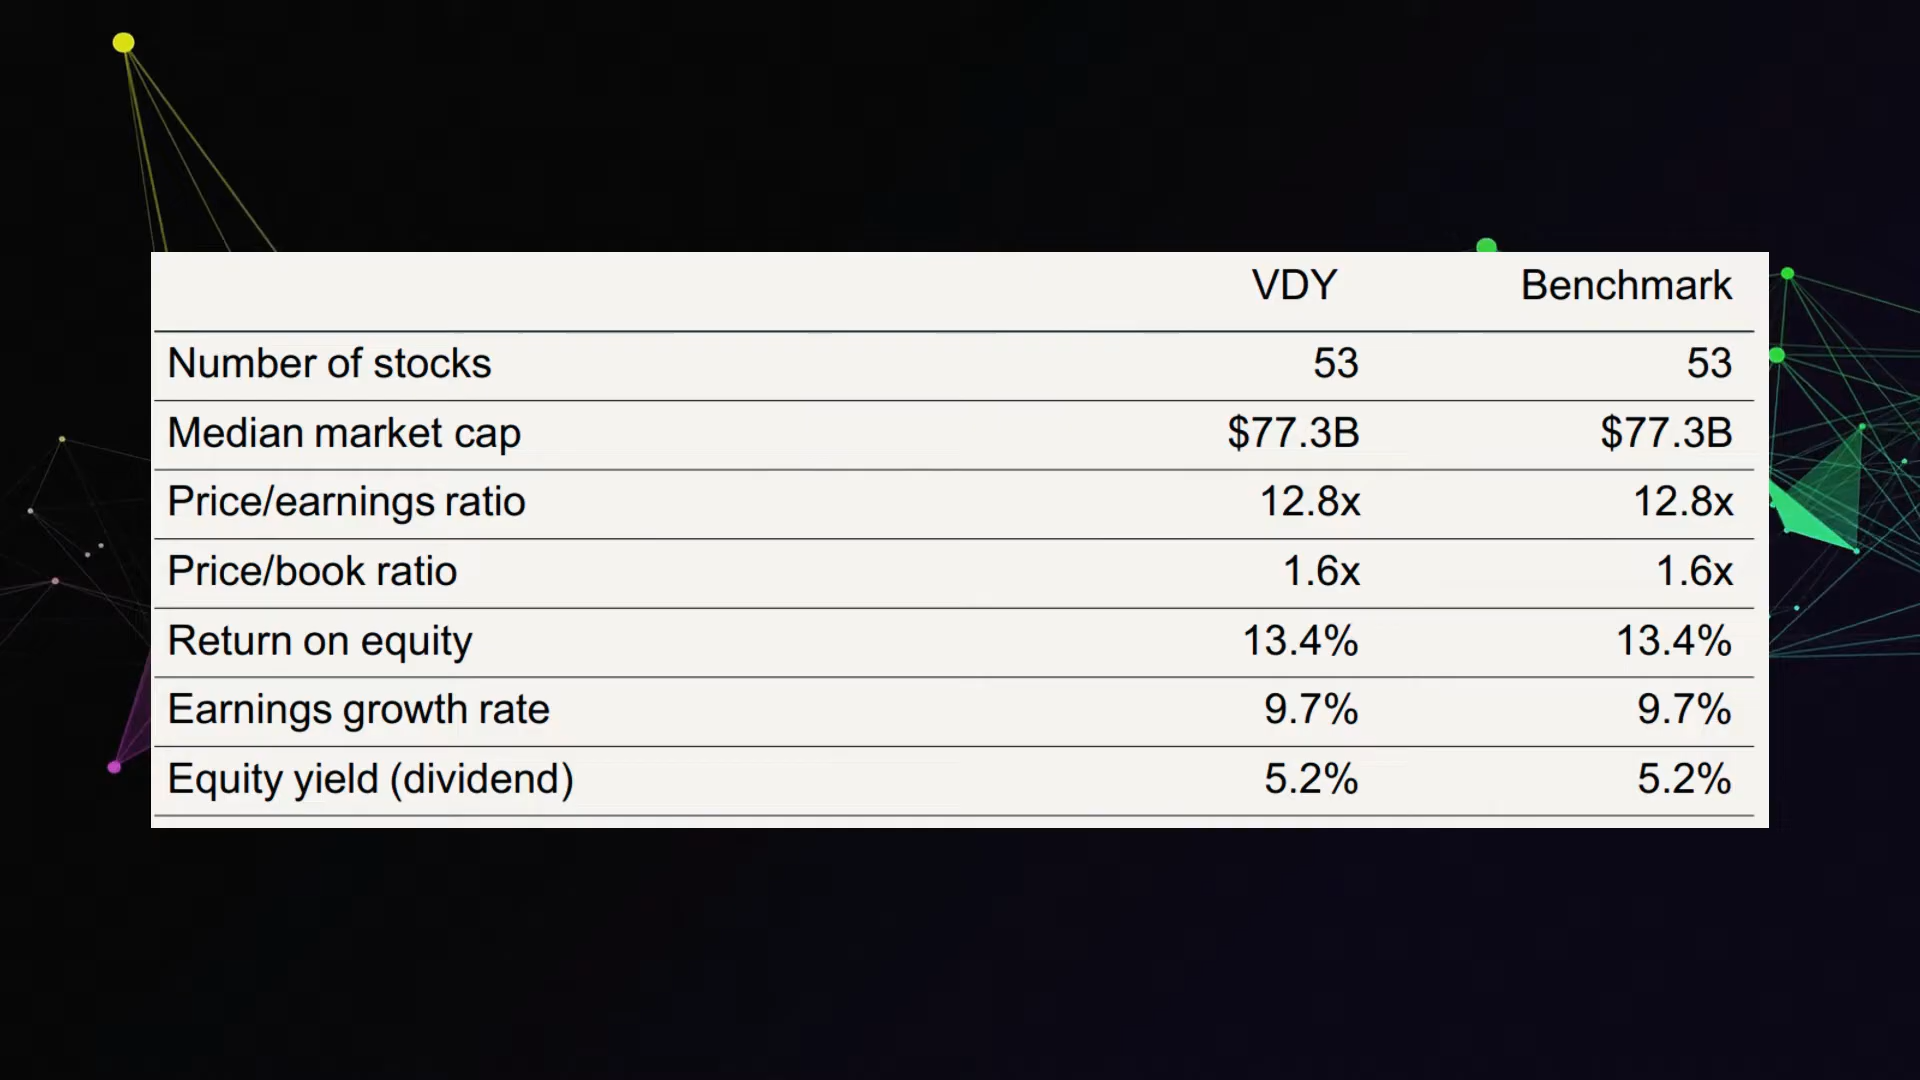 VDY Benchmark
Number of stocks 53 53
Median market cap $77.3B $77.3B
Price/earnings ratio 12.8x 12.8x
Price/book ratio 1.6x 1.6x
Return on equity 13.4% 13.4%
Earnings growth rate 9.7% 9.7%
Equity yield (dividend) 5.2% 5.2%